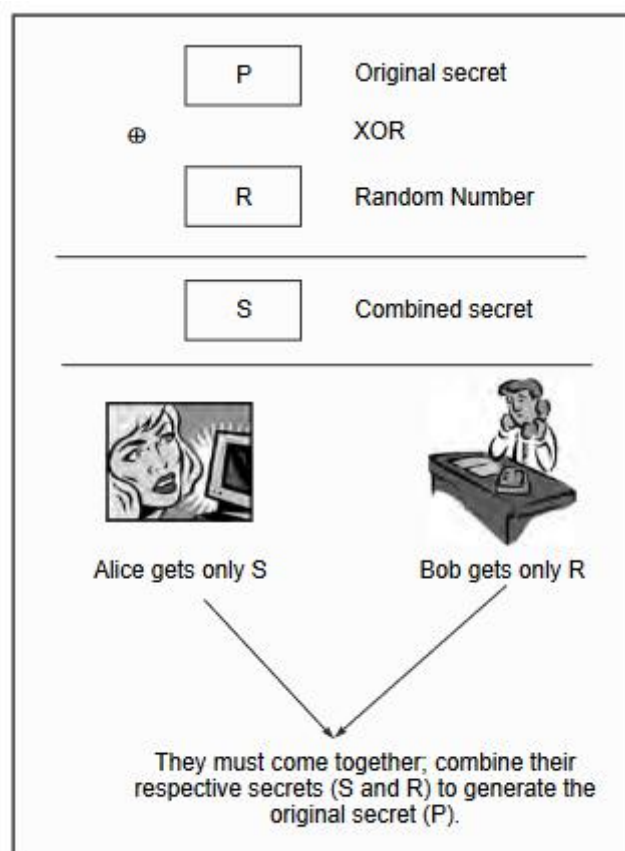 P Original secret
⊕ XOR
R Random Number
S Combined secret
Alice gets only S
Bob gets only R
They must come together; combine their
respective secrets (S and R) to generate the
original secret (P).